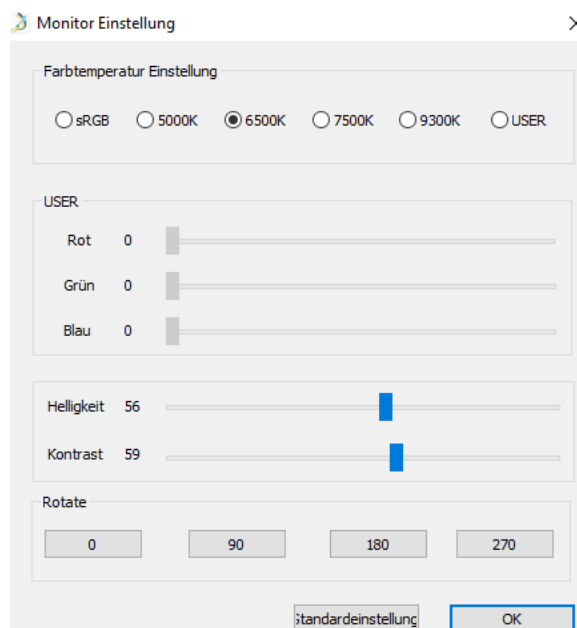 Monitor Einstellung
Farbtemperatur Einstellung
sRGB 5000K 6500K 7500K 9300K USER
USER
Rot 0
Grün 0
Blau 0
Helligkeit 56
Kontrast 59
Rotate
0 90 180 270
Standardeinstellung OK